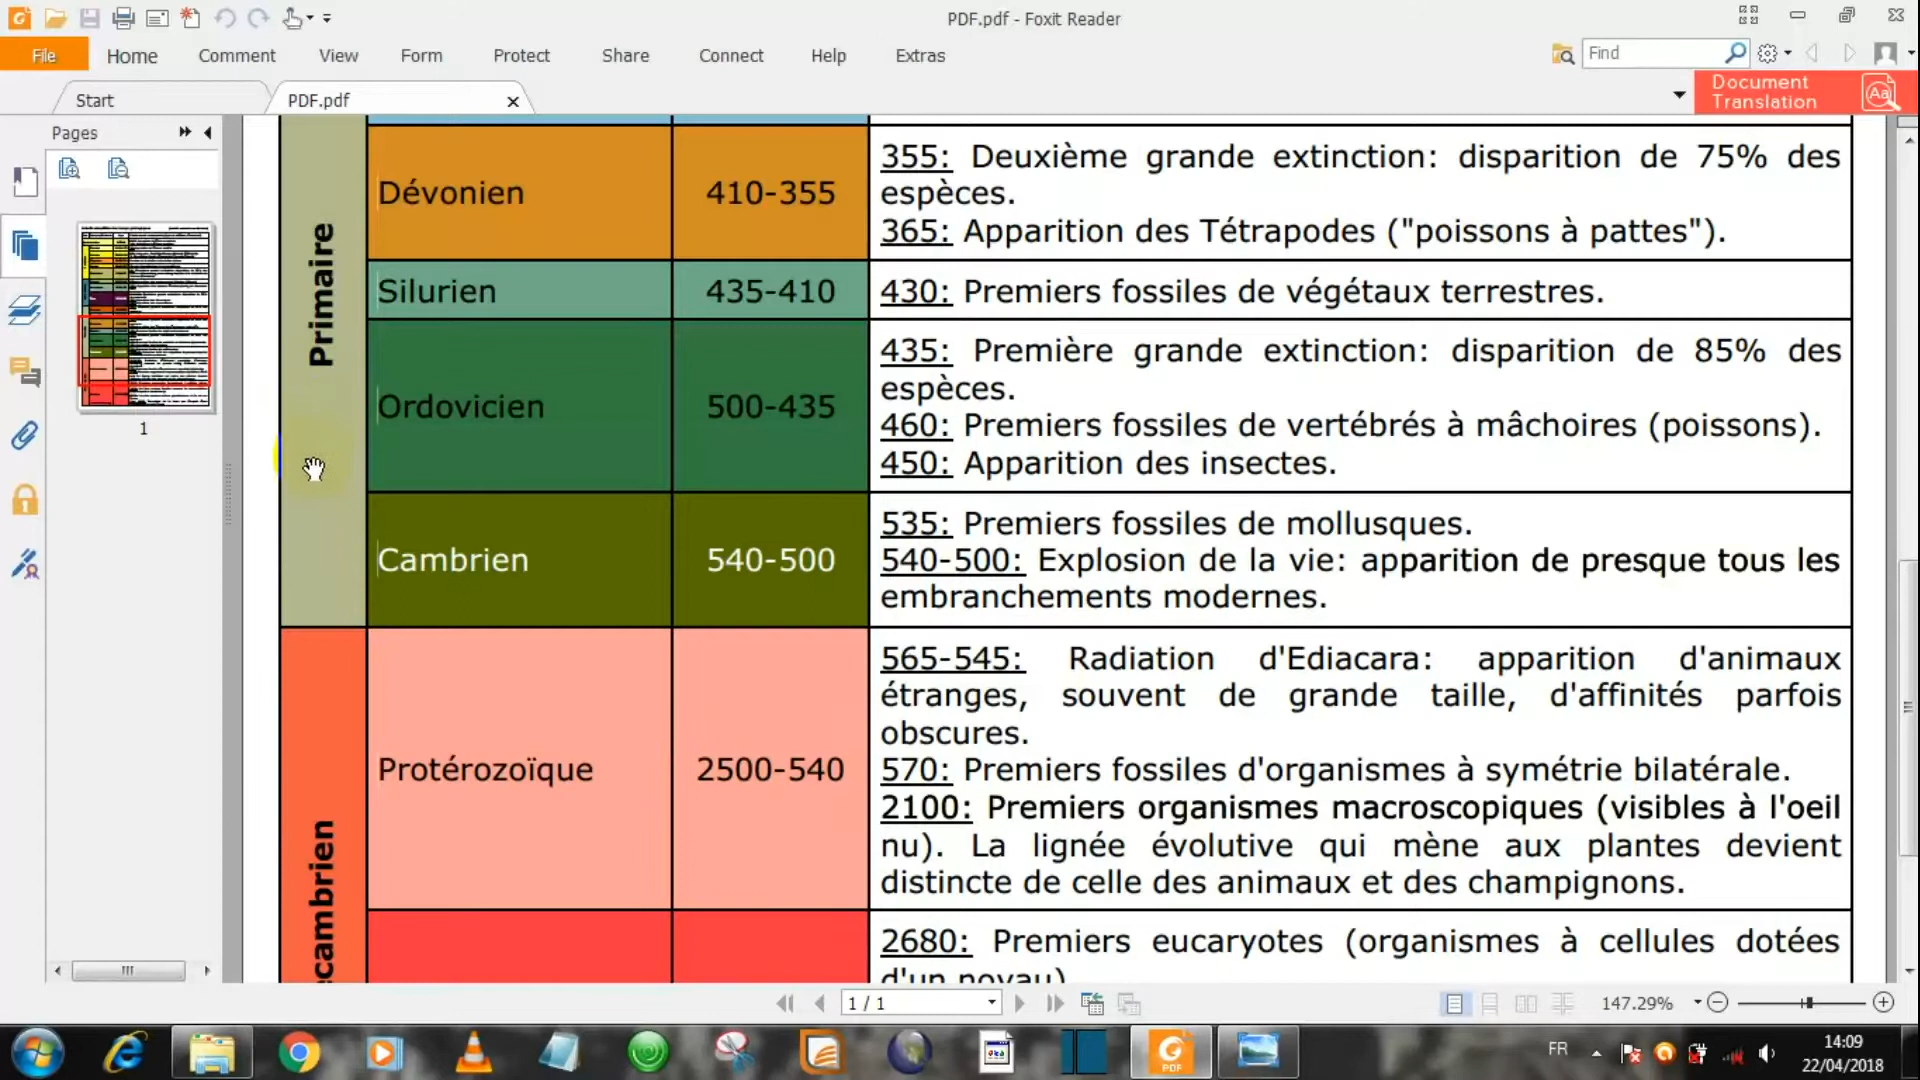 PDF.pdf - Foxit Reader
File Home Comment View Form Protect Share Connect Help Extras
Find
Start
PDF.pdf
Document
Translation
Pages
1
Primaire
Dévonien
410-355
355: Deuxième grande extinction: disparition de 75% des
espèces.
365: Apparition des Tétrapodes ("poissons à pattes").
Silurien
435-410
430: Premiers fossiles de végétaux terrestres.
Ordovicien
500-435
435: Première grande extinction: disparition de 85% des
espèces.
460: Premiers fossiles de vertébrés à mâchoires (poissons).
450: Apparition des insectes.
Cambrien
540-500
535: Premiers fossiles de mollusques.
540-500: Explosion de la vie: apparition de presque tous les
embranchements modernes.
écambrien
Protérozoïque
2500-540
565-545: Radiation d'Ediacara: apparition d'animaux
étranges, souvent de grande taille, d'affinités parfois
obscures.
570: Premiers fossiles d'organismes à symétrie bilatérale.
2100: Premiers organismes macroscopiques (visibles à l'oeil
nu). La lignée évolutive qui mène aux plantes devient
distincte de celle des animaux et des champignons.
2680: Premiers eucaryotes (organismes à cellules dotées
d'un noyau)
1 / 1
147.29%
FR
14:09
22/04/2018